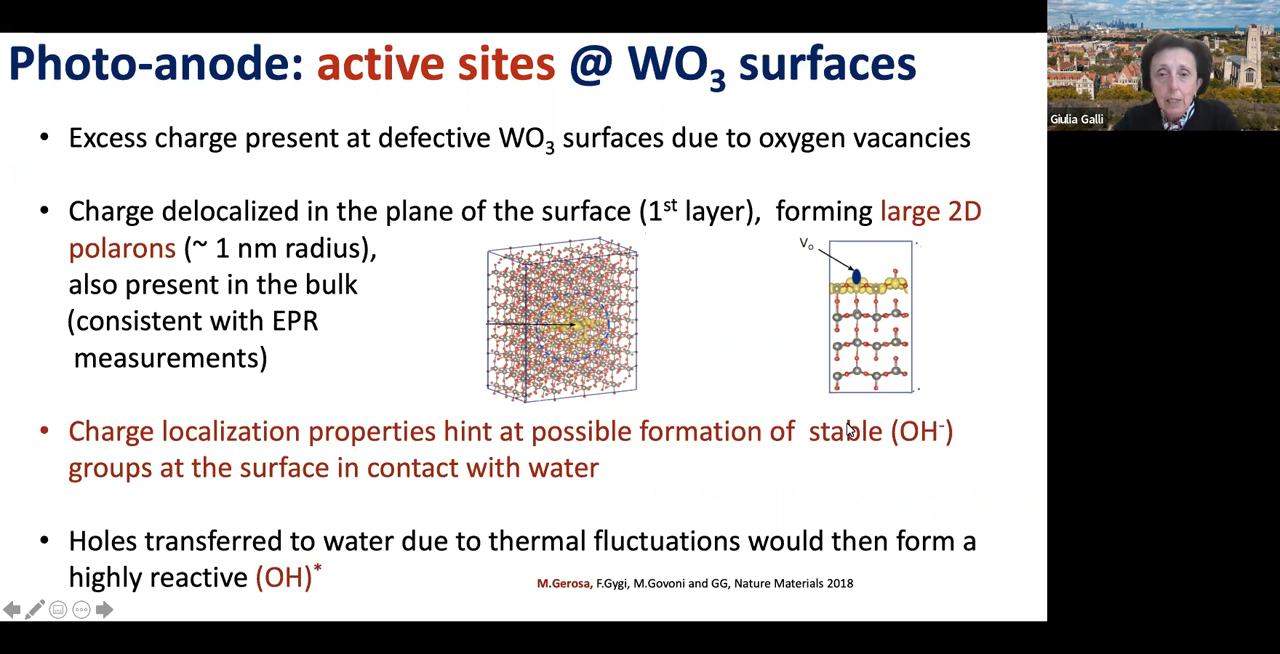 Photo-anode: active sites @ WO₃ surfaces
Giulia Galli
• Excess charge present at defective WO₃ surfaces due to oxygen vacancies
• Charge delocalized in the plane of the surface (1ˢᵗ layer), forming large 2D
polarons (~ 1 nm radius),
also present in the bulk
(consistent with EPR
measurements)
Vₒ
• Charge localization properties hint at possible formation of stable (OH⁻)
groups at the surface in contact with water
• Holes transferred to water due to thermal fluctuations would then form a
highly reactive (OH)*
M.Gerosa, F.Gygi, M.Govoni and GG, Nature Materials 2018